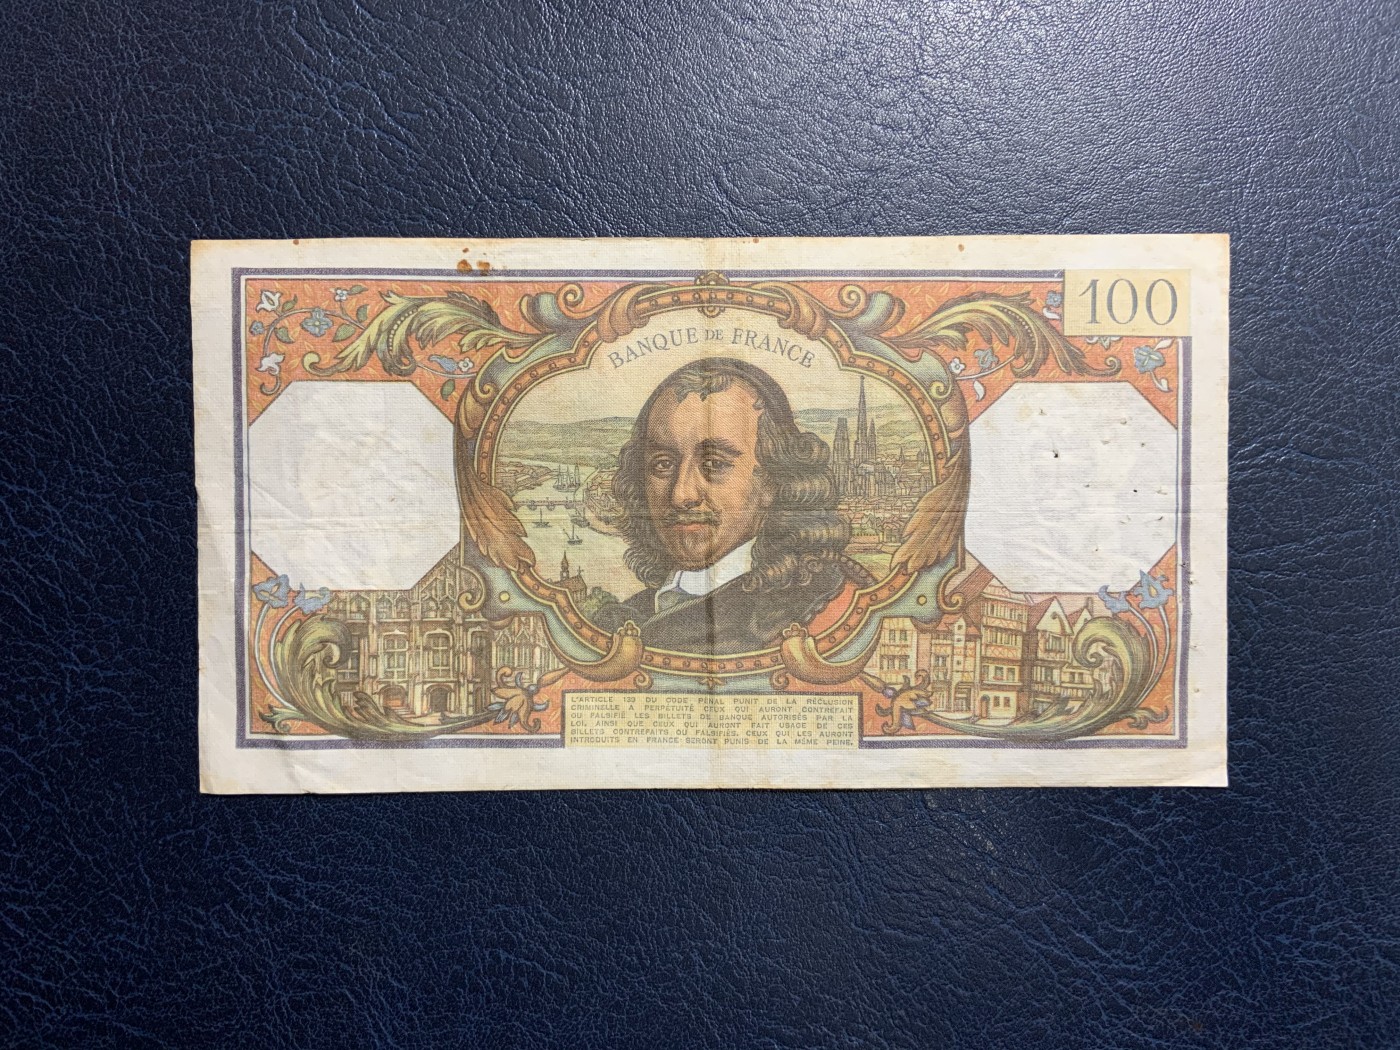 100
BANQUE DE FRANCE
L'ARTICLE 139 DU CODE PÉNAL PUNIT DE LA RÉCLUSION
CRIMINELLE A PERPÉTUITÉ CEUX QUI AURONT CONTREFAIT
OU FALSIFIÉ LES BILLETS DE BANQUE AUTORISÉS PAR LA
LOI, AINSI QUE CEUX QUI AURONT FAIT USAGE DE CES
BILLETS CONTREFAITS OU FALSIFIÉS. CEUX QUI LES AURONT
INTRODUITS EN FRANCE SERONT PUNIS DE LA MÊME PEINE.